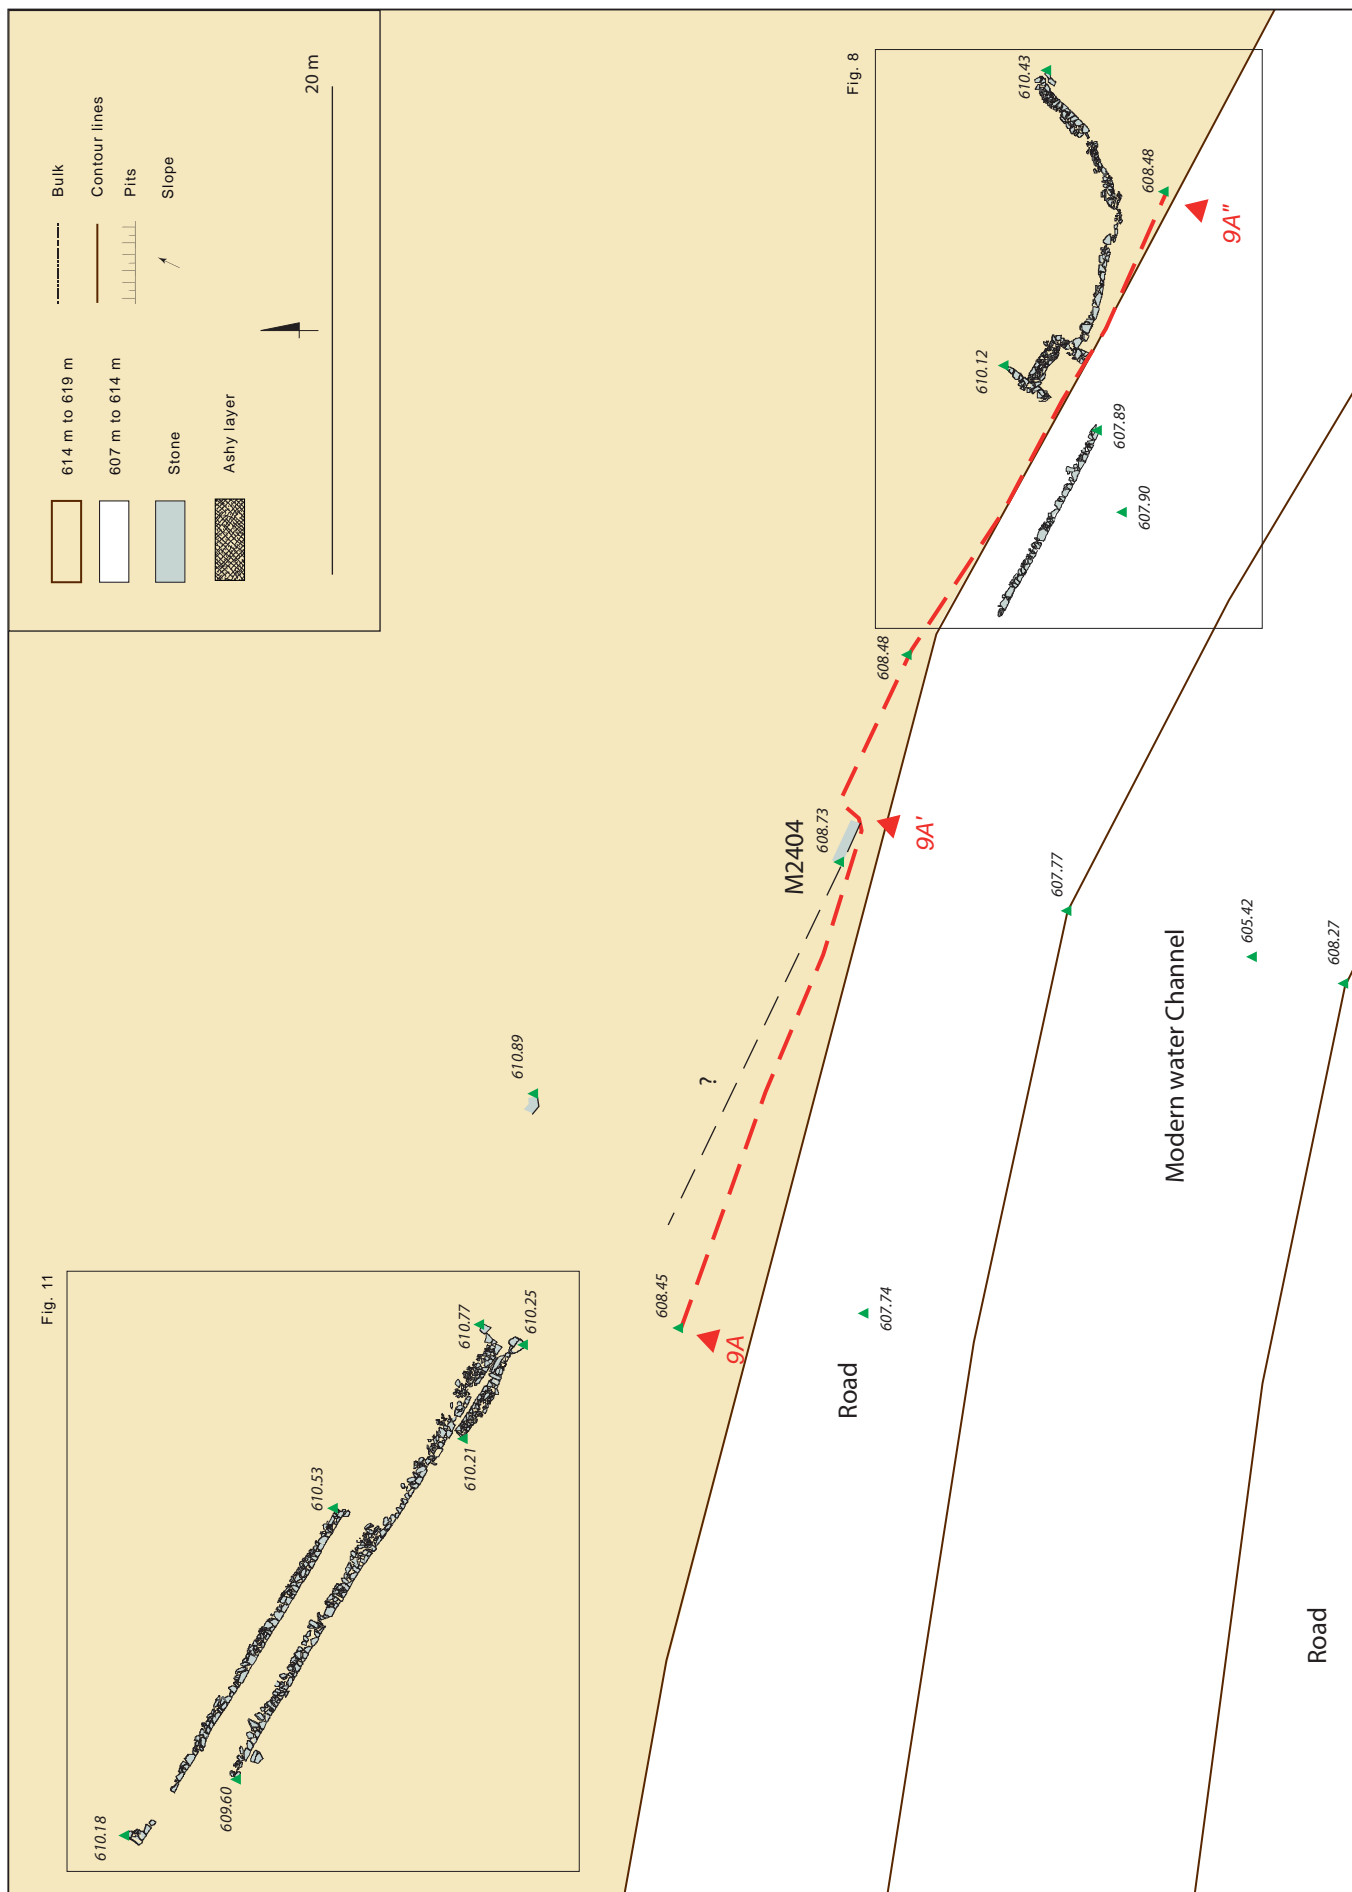 614 m to 619 m
607 m to 614 m
Stone
Ashy layer
Bulk
Contour lines
Pits
Slope
20 m
Fig. 11
610.18
609.60
610.53
610.21
610.77
610.25
608.45
9A
?
610.89
M2404
608.73
9A'
608.48
Fig. 8
610.43
610.12
608.48
9A"
607.89
607.90
Road
607.74
607.77
Modern water Channel
605.42
608.27
Road